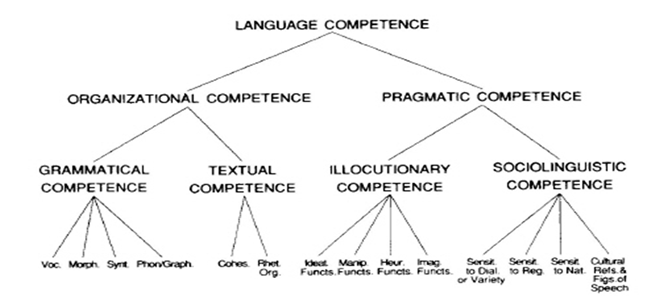 LANGUAGE COMPETENCE
ORGANIZATIONAL COMPETENCE
PRAGMATIC COMPETENCE
GRAMMATICAL
COMPETENCE
TEXTUAL
COMPETENCE
ILLOCUTIONARY
COMPETENCE
SOCIOLINGUISTIC
COMPETENCE
Voc.
Morph.
Synt.
Phon/Graph.
Cohes.
Rhet.
Org.
Ideat.
Functs.
Manip.
Functs.
Heur.
Functs.
Imag.
Functs.
Sensit.
to Dial.
or Variety
Sensit.
to Reg.
Sensit.
to Nat.
Cultural
Refs.&
Figs.of
Speech